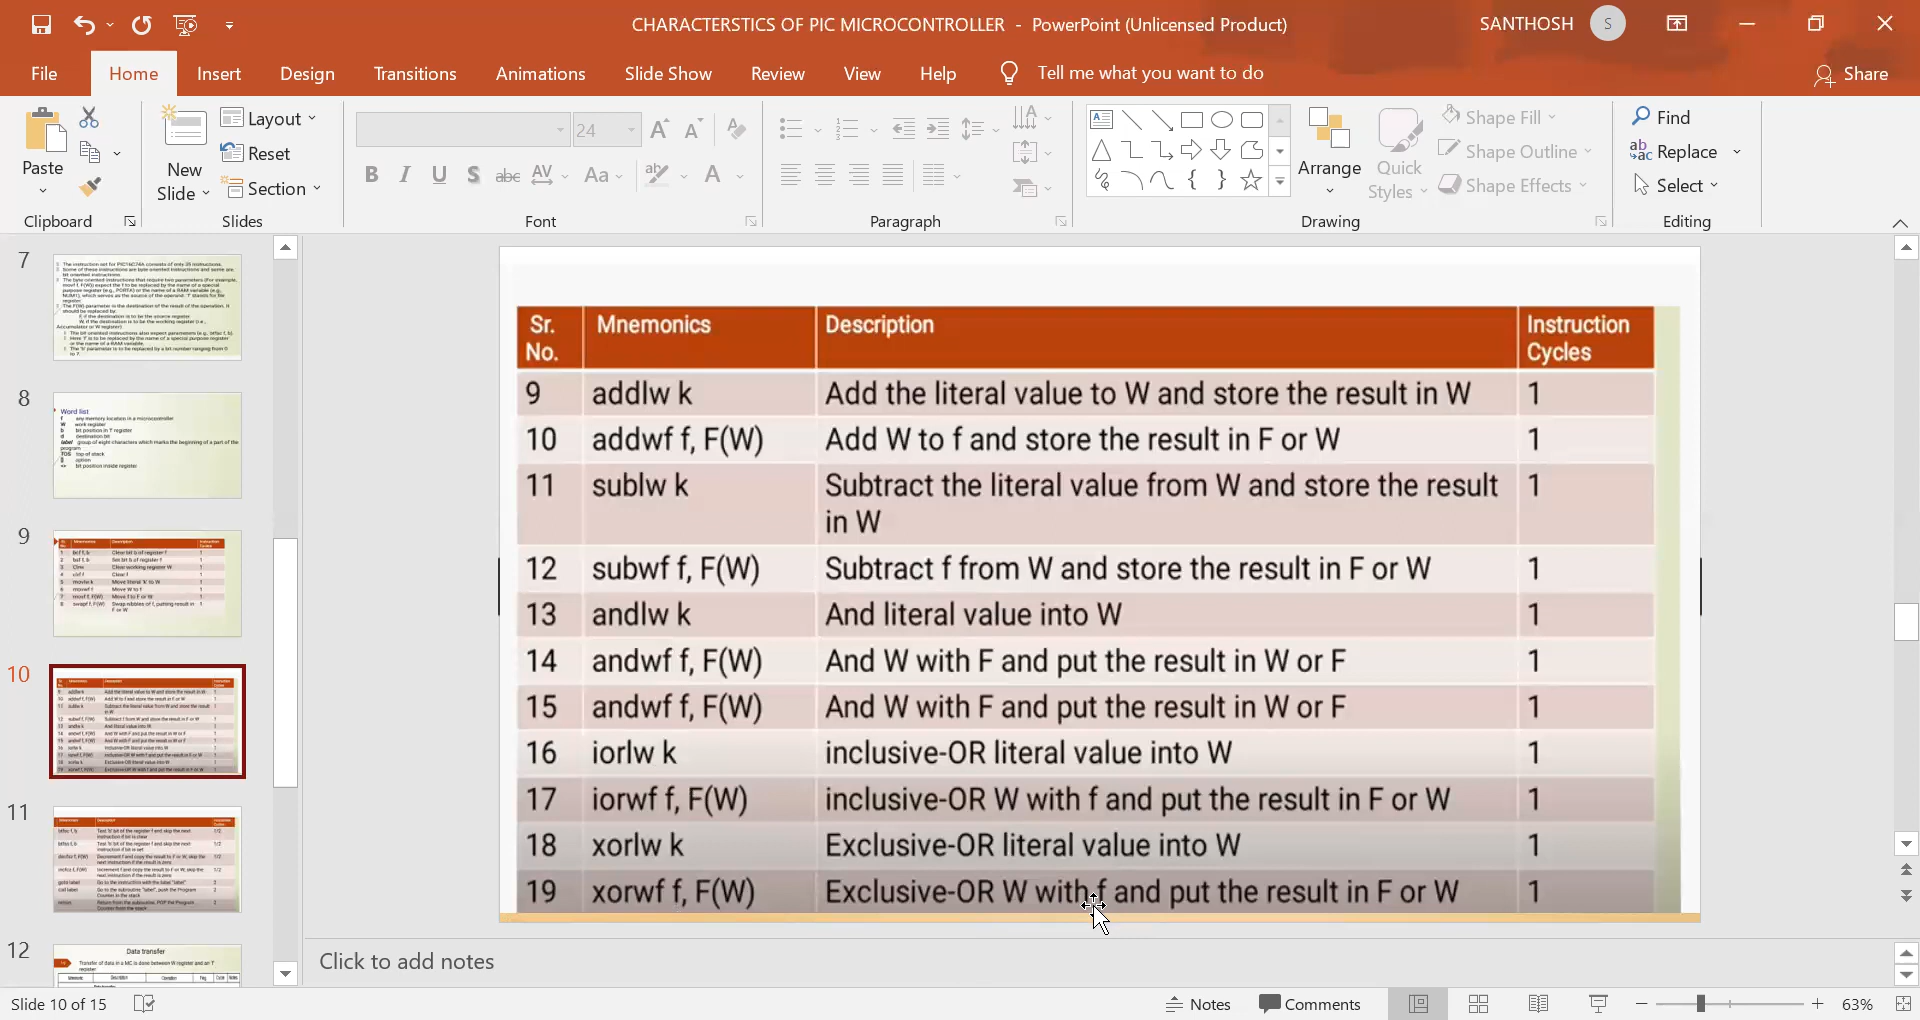 CHARACTERSTICS OF PIC MICROCONTROLLER - PowerPoint (Unlicensed Product)
SANTHOSH
S
File Home Insert Design Transitions Animations Slide Show Review View Help Tell me what you want to do
Share
Paste
New
Slide
Layout
Reset
Section
24
B I U S abc AV Aa A
Arrange
Quick
Styles
Shape Fill
Shape Outline
Shape Effects
Find
Replace
Select
Clipboard Slides Font Paragraph Drawing Editing
7
8
Word list
9
10
11
12
Data transfer
Sr. No. Mnemonics Description Instruction Cycles
9 addlw k Add the literal value to W and store the result in W 1
10 addwf f, F(W) Add W to f and store the result in F or W 1
11 sublw k Subtract the literal value from W and store the result 1
in W
12 subwf f, F(W) Subtract f from W and store the result in F or W 1
13 andlw k And literal value into W 1
14 andwf f, F(W) And W with F and put the result in W or F 1
15 andwf f, F(W) And W with F and put the result in W or F 1
16 iorlw k inclusive-OR literal value into W 1
17 iorwf f, F(W) inclusive-OR W with f and put the result in F or W 1
18 xorlw k Exclusive-OR literal value into W 1
19 xorwf f, F(W) Exclusive-OR W with f and put the result in F or W 1
Click to add notes
Slide 10 of 15
Notes
Comments
63%